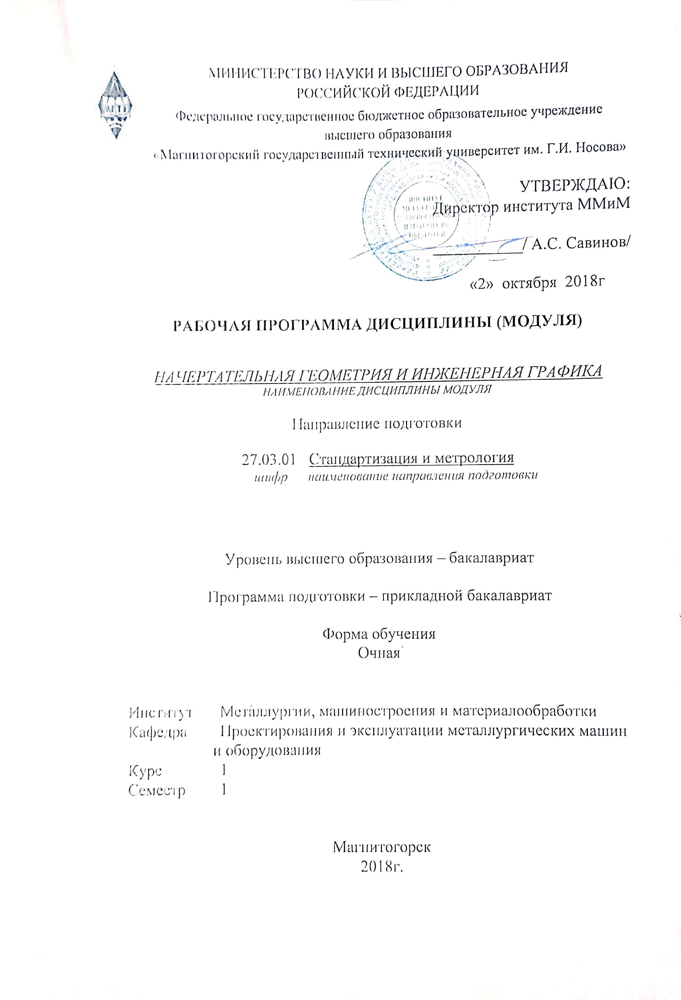 МИНИСТЕРСТВО НАУКИ И ВЫСШЕГО ОБРАЗОВАНИЯ
РОССИЙСКОЙ ФЕДЕРАЦИИ
Федеральное государственное бюджетное образовательное учреждение
высшего образования
«Магнитогорский государственный технический университет им. Г.И. Носова»
УТВЕРЖДАЮ:
Директор института ММиМ
/ А.С. Савинов/
«2» октября 2018г
РАБОЧАЯ ПРОГРАММА ДИСЦИПЛИНЫ (МОДУЛЯ)
НАЧЕРТАТЕЛЬНАЯ ГЕОМЕТРИЯ И ИНЖЕНЕРНАЯ ГРАФИКА
НАИМЕНОВАНИЕ ДИСЦИПЛИНЫ МОДУЛЯ
Направление подготовки
27.03.01 Стандартизация и метрология
шифр наименование направления подготовки
Уровень высшего образования – бакалавриат
Программа подготовки – прикладной бакалавриат
Форма обучения
Очная
Институт Металлургии, машиностроения и материалообработки
Кафедра Проектирования и эксплуатации металлургических машин
и оборудования
Курс 1
Семестр 1
Магнитогорск
2018г.